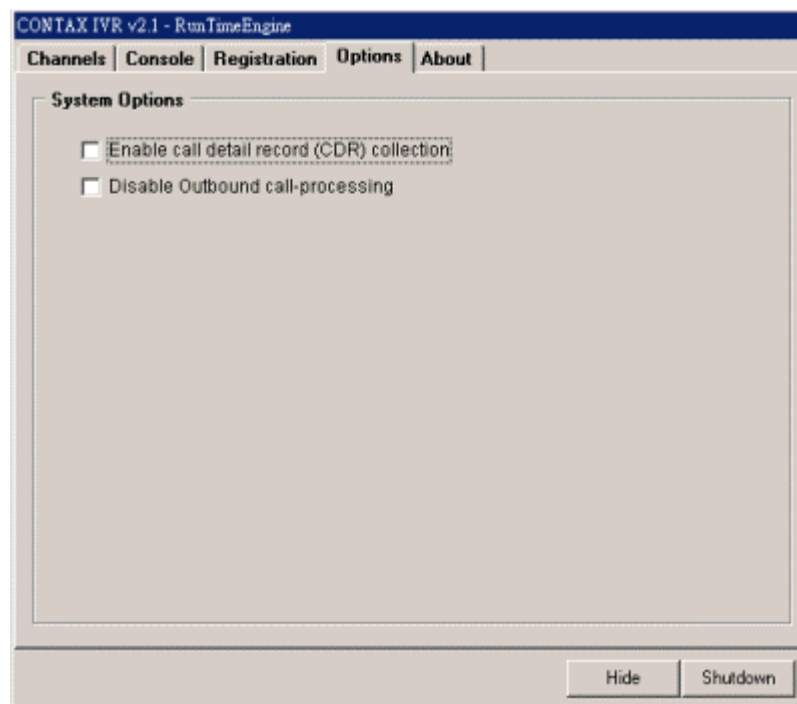 CONTAX IVR v2.1 - RunTimeEngine
Channels Console Registration Options About
System Options
Enable call detail record (CDR) collection
Disable Outbound call-processing
Hide Shutdown